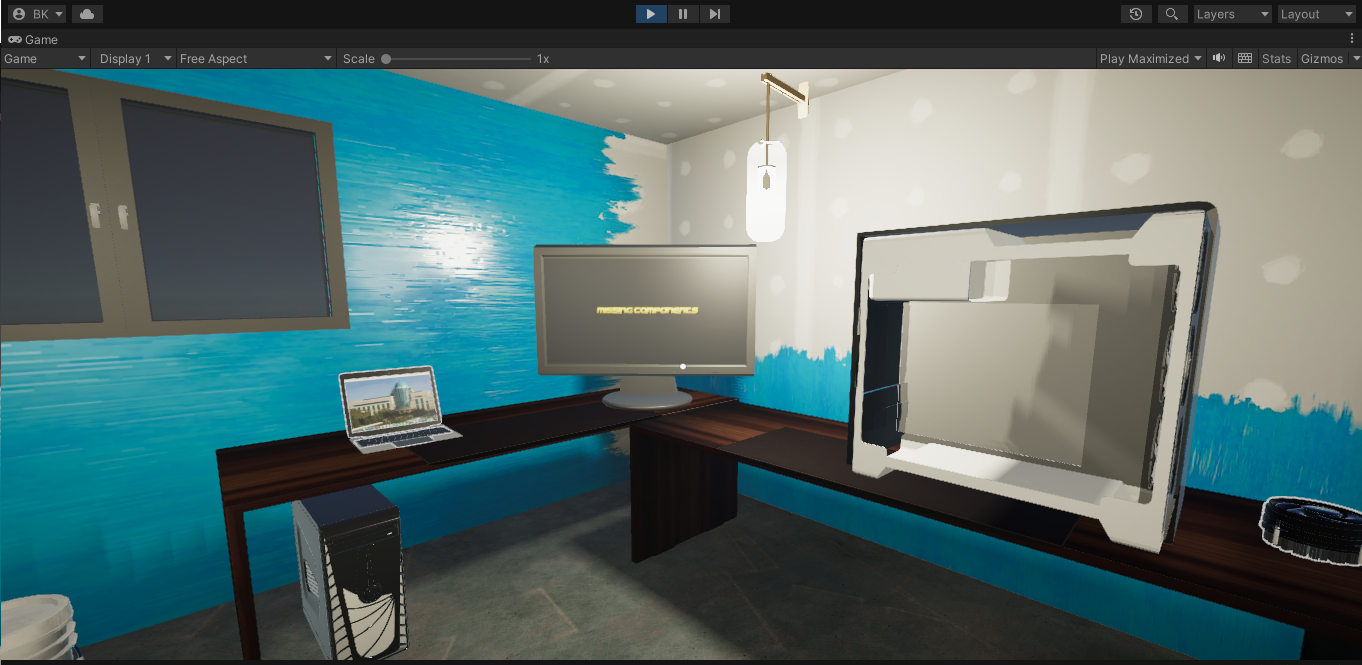 BK
Layers
Layout
Game
Game
Display 1
Free Aspect
Scale
1x
Play Maximized
Stats
Gizmos
MISSING COMPONENTS